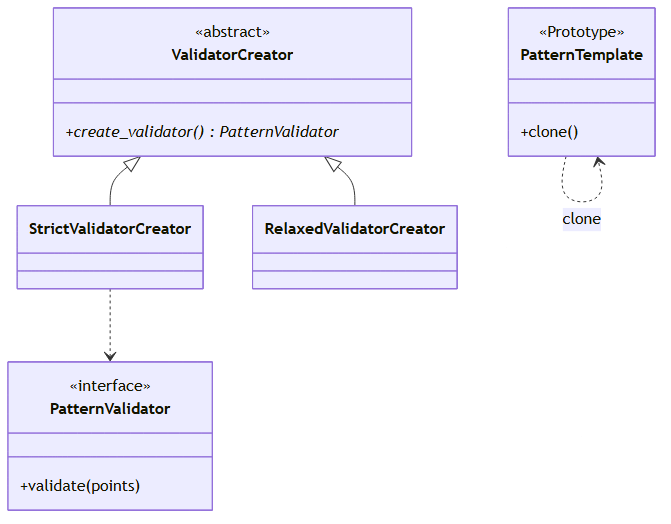 «abstract»
ValidatorCreator
+create_validator() : PatternValidator
«Prototype»
PatternTemplate
+clone()
clone
StrictValidatorCreator
RelaxedValidatorCreator
«interface»
PatternValidator
+validate(points)